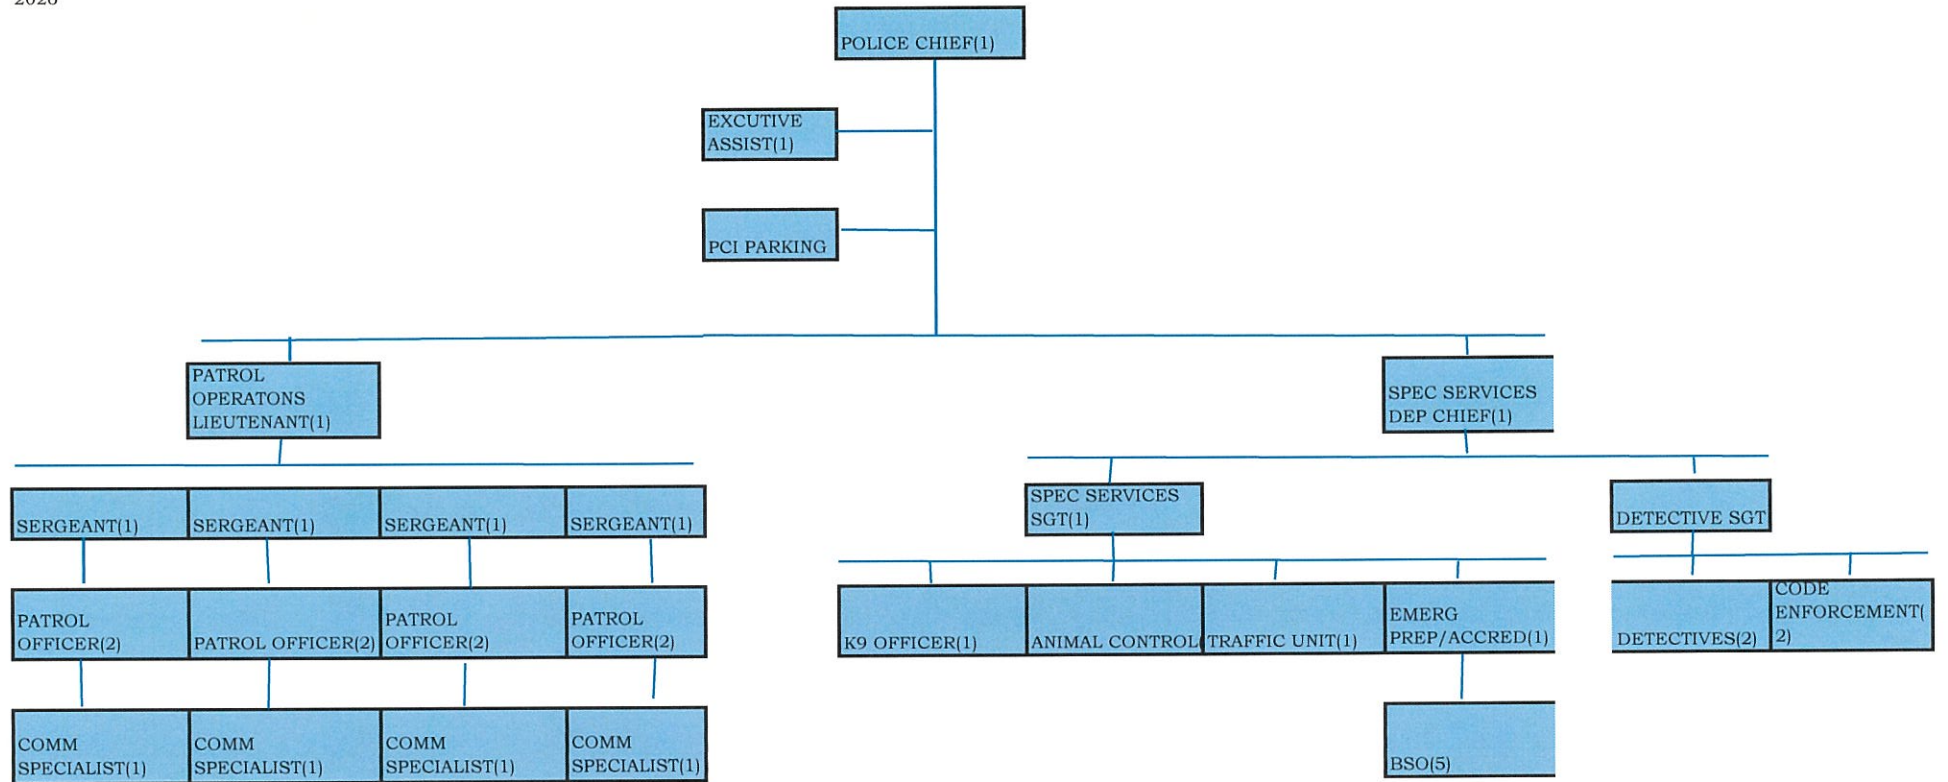 POLICE CHIEF(1)
EXCUTIVE
ASSIST(1)
PCI PARKING
PATROL
OPERATONS
LIEUTENANT(1)
SPEC SERVICES
DEP CHIEF(1)
SERGEANT(1)
SERGEANT(1)
SERGEANT(1)
SERGEANT(1)
SPEC SERVICES
SGT(1)
DETECTIVE SGT
PATROL
OFFICER(2)
PATROL OFFICER(2)
PATROL
OFFICER(2)
PATROL
OFFICER(2)
K9 OFFICER(1)
ANIMAL CONTROL(
TRAFFIC UNIT(1)
EMERG
PREP/ACCRED(1)
DETECTIVES(2)
CODE
ENFORCEMENT(
2)
COMM
SPECIALIST(1)
COMM
SPECIALIST(1)
COMM
SPECIALIST(1)
COMM
SPECIALIST(1)
BSO(5)